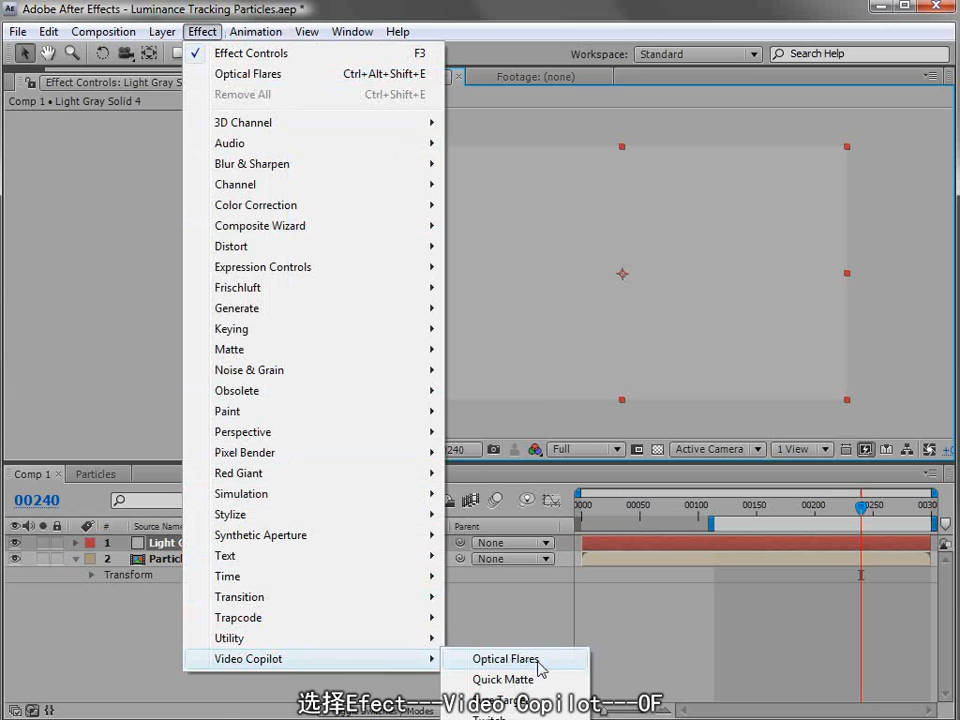 Adobe After Effects - Luminance Tracking Particles.aep *
File Edit Composition Layer Effect Animation View Window Help
Workspace: Standard Search Help
Effect Controls: Light Gray S
Footage: (none)
Comp 1 • Light Gray Solid 4
Effect Controls F3
Optical Flares Ctrl+Alt+Shift+E
Remove All Ctrl+Shift+E
3D Channel
Audio
Blur & Sharpen
Channel
Color Correction
Composite Wizard
Distort
Expression Controls
Frischluft
Generate
Keying
Matte
Noise & Grain
Obsolete
Paint
Perspective
Pixel Bender
Red Giant
Simulation
Stylize
Synthetic Aperture
Text
Time
Transition
Trapcode
Utility
Video Copilot
Optical Flares
Quick Matte
Twitch
240 Full Active Camera 1 View +0
Comp 1 Particles
00240
0000 00050 00100 00150 00200 00250 0030
# Source Name Parent
1 Light G None
2 Partic None
Transform
选择Efect---Video Copilot---OF